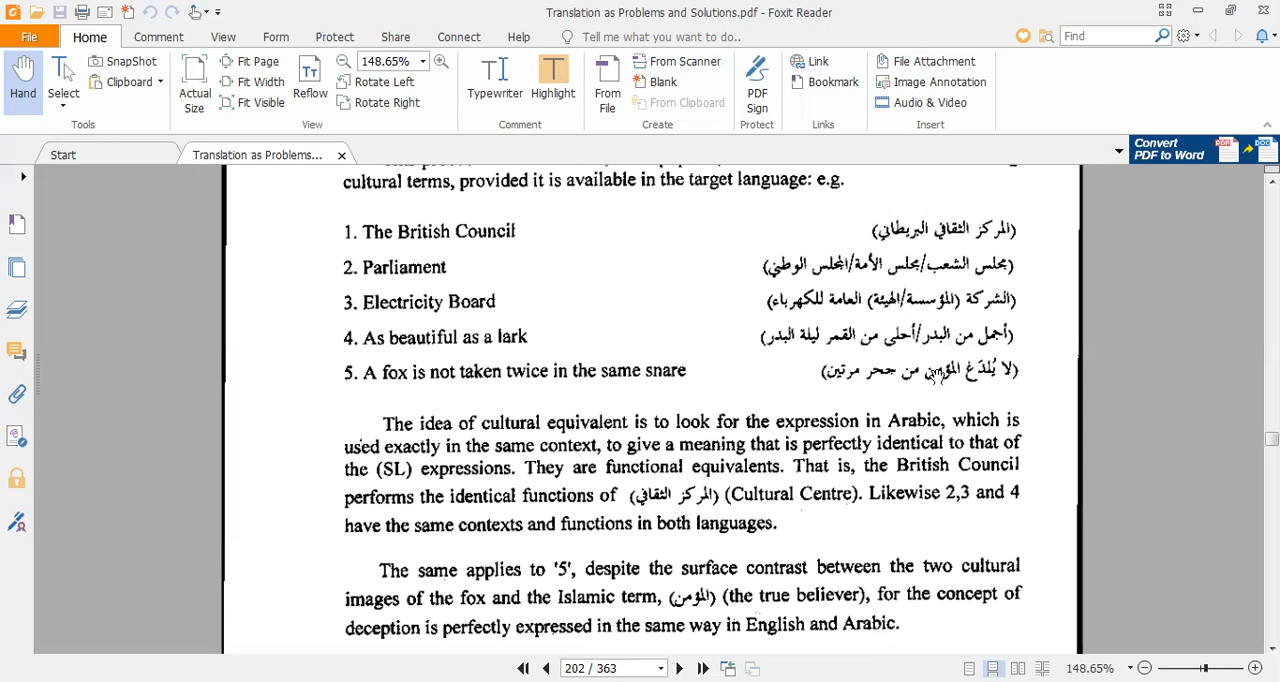 Translation as Problems and Solutions.pdf - Foxit Reader
File Home Comment View Form Protect Share Connect Help Tell me what you want to do.. Find
SnapShot Fit Page 148.65% From Scanner Link File Attachment
Clipboard Fit Width Rotate Left Blank Bookmark Image Annotation
Fit Visible Rotate Right From Clipboard Audio & Video
Hand Select Actual Size Reflow Typewriter Highlight From File PDF Sign
Tools View Comment Create Protect Links Insert
Start Translation as Problems... Convert PDF to Word
cultural terms, provided it is available in the target language: e.g.
1. The British Council (المركز الثقافي البريطاني)
2. Parliament (مجلس الشعب/مجلس الأمة/المجلس الوطني)
3. Electricity Board الشركة (المؤسسة/الهيئة) العامة للكهرباء)
4. As beautiful as a lark (أجمل من البدر/أحلى من القمر ليلة البدر)
5. A fox is not taken twice in the same snare (لا يُلدَغ المؤمن من جحر مرتين)
The idea of cultural equivalent is to look for the expression in Arabic, which is
used exactly in the same context, to give a meaning that is perfectly identical to that of
the (SL) expressions. They are functional equivalents. That is, the British Council
performs the identical functions of (المركز الثقافي) (Cultural Centre). Likewise 2,3 and 4
have the same contexts and functions in both languages.
The same applies to '5', despite the surface contrast between the two cultural
images of the fox and the Islamic term, (المؤمن) (the true believer), for the concept of
deception is perfectly expressed in the same way in English and Arabic.
202 / 363 148.65%